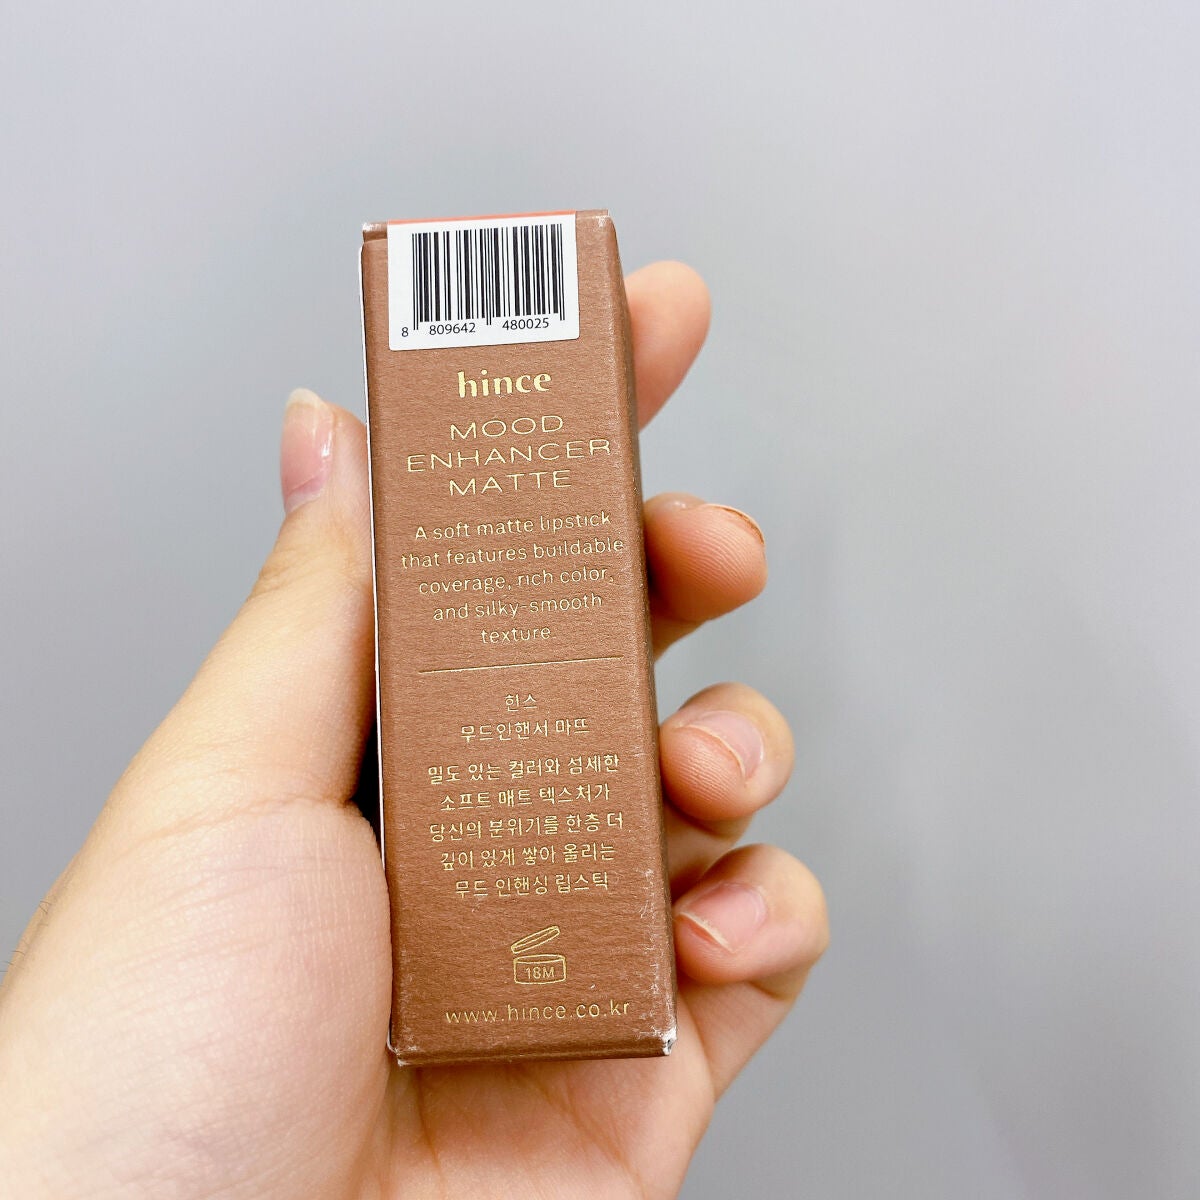 8 809642 480025
hince
MOOD
ENHANCER
MATTE
A soft matte lipstick
that features buildable
coverage, rich color,
and silky-smooth
texture
힌스
무드인핸서 마뜨
밀도 있는 컬러와 섬세한
소프트 매트 텍스처가
당신의 분위기를 한층 더
깊이 있게 쌓아 올리는
무드 인핸싱 립스틱
18M
www.hince.co.kr